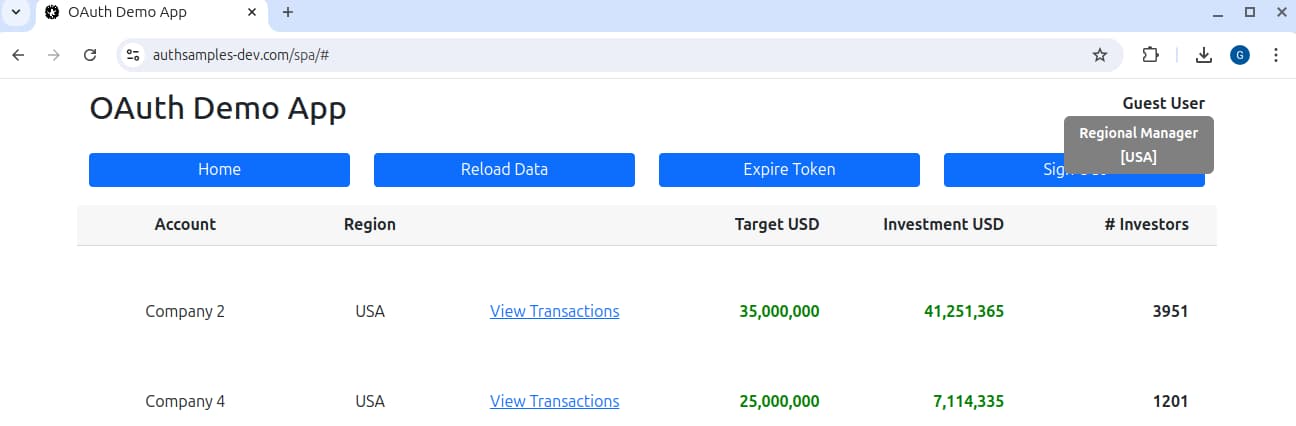 OAuth Demo App
authsamples-dev.com/spa/#
G
OAuth Demo App
Guest User
Regional Manager
[USA]
Home Reload Data Expire Token
Account Region Target USD Investment USD # Investors
Company 2 USA View Transactions 35,000,000 41,251,365 3951
Company 4 USA View Transactions 25,000,000 7,114,335 1201